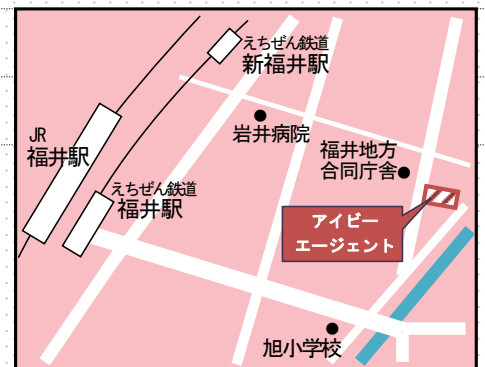 えちぜん鉄道
新福井駅
岩井病院
JR
福井駅
福井地方
合同庁舎
えちぜん鉄道
福井駅
アイビー
エージェント
旭小学校